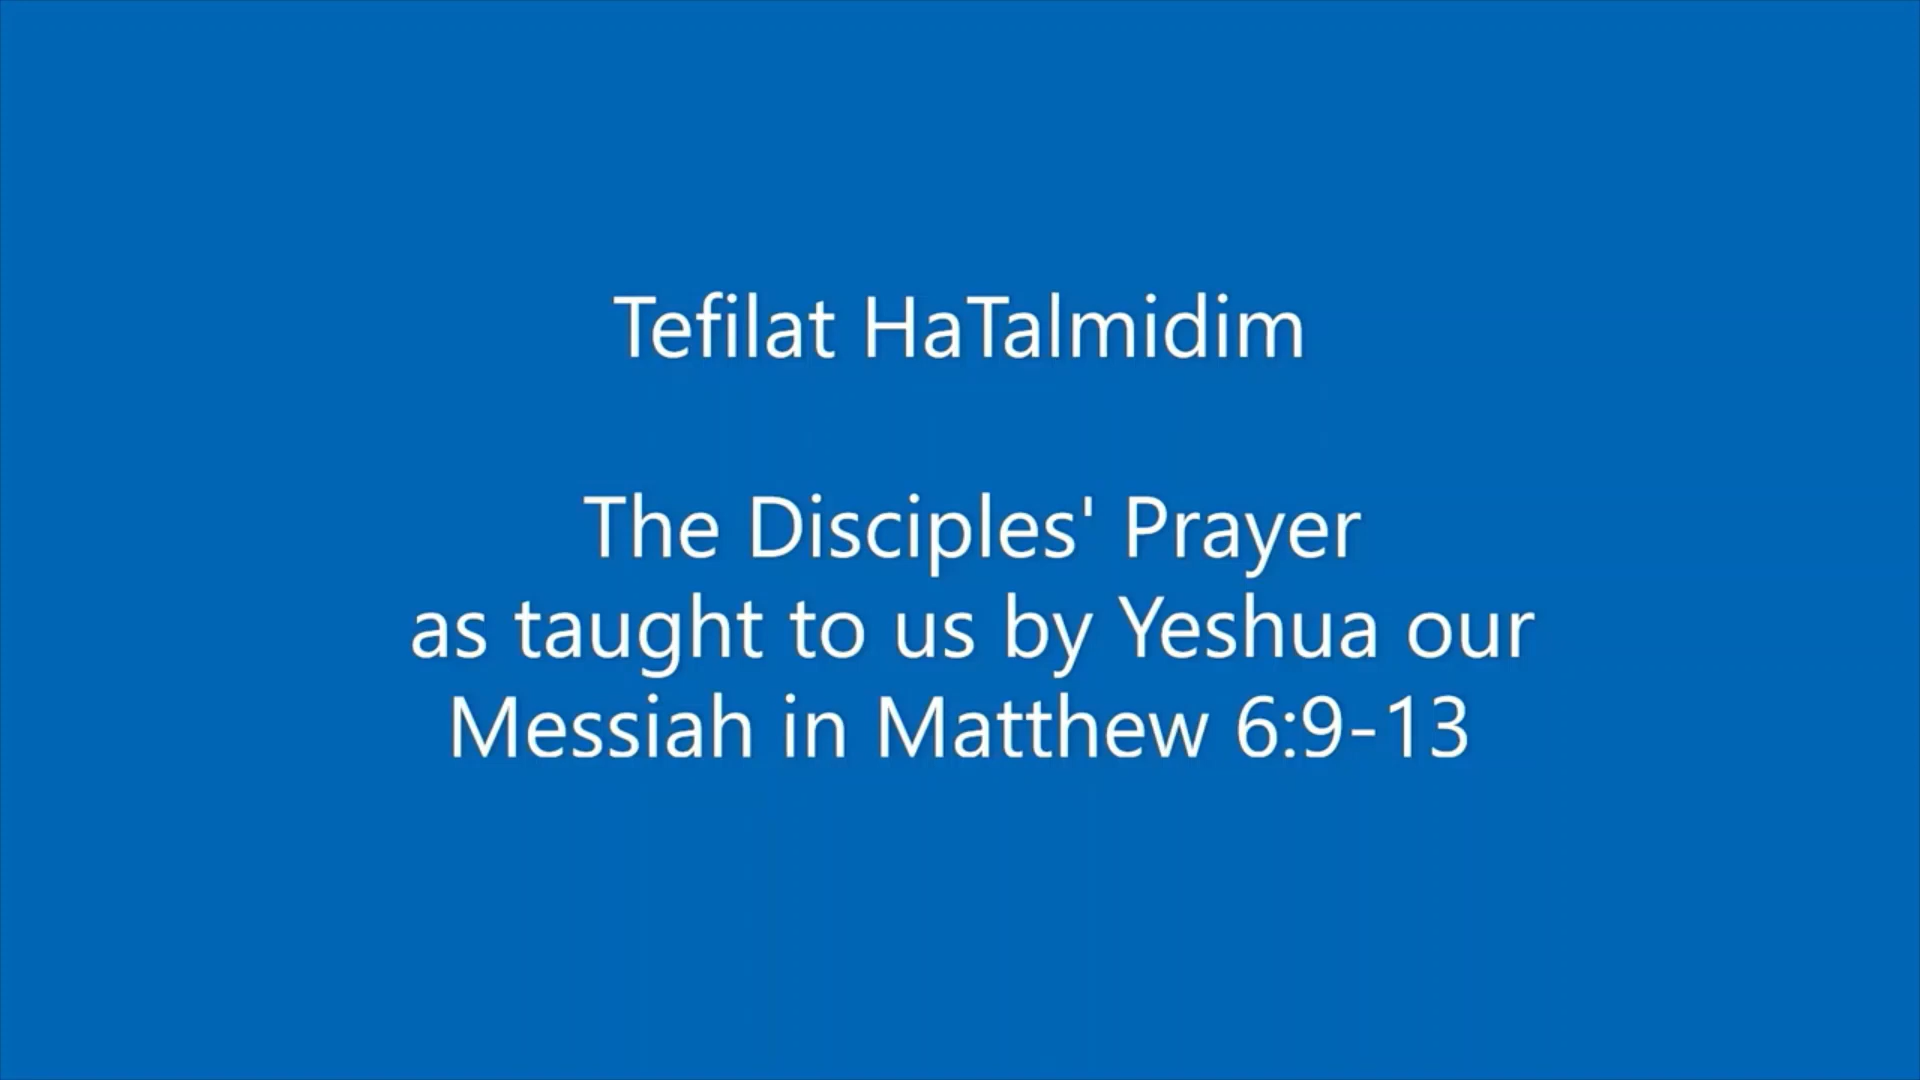 Tefilat HaTalmidim
The Disciples' Prayer
as taught to us by Yeshua our
Messiah in Matthew 6:9-13